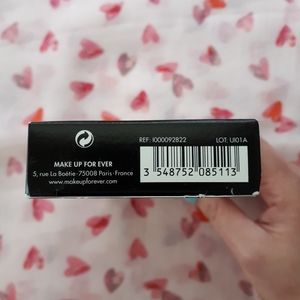 REF: I000092822 LOT: UI01A
MAKE UP FOR EVER
5, rue La Boétie · 75008 Paris · France
www.makeupforever.com
3 548752 085113